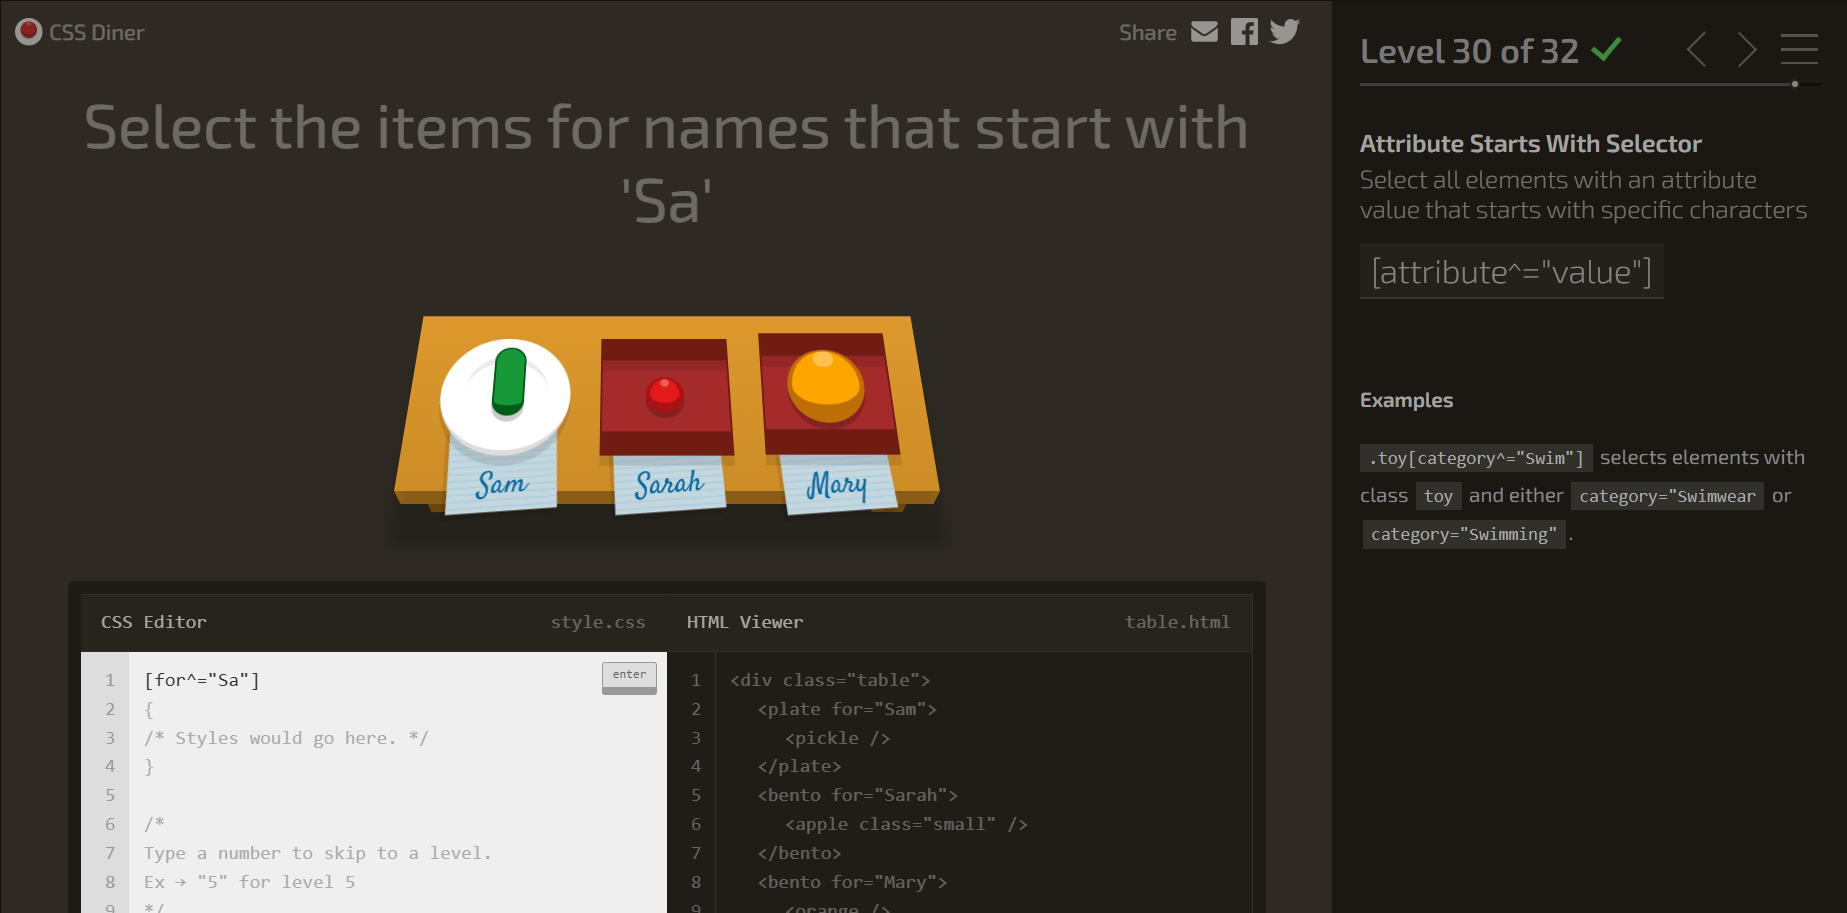 CSS Diner
Share
Select the items for names that start with
'Sa'
Sam
Sarah
Mary
CSS Editor
style.css
1 [for^="Sa"]
enter
2 {
3 /* Styles would go here. */
4 }
5
6 /*
7 Type a number to skip to a level.
8 Ex → "5" for level 5
9 */
HTML Viewer
table.html
1 <div class="table">
2 <plate for="Sam">
3 <pickle />
4 </plate>
5 <bento for="Sarah">
6 <apple class="small" />
7 </bento>
8 <bento for="Mary">
9 <orange />
Level 30 of 32
Attribute Starts With Selector
Select all elements with an attribute
value that starts with specific characters
[attribute^="value"]
Examples
.toy[category^="Swim"] selects elements with
class toy and either category="Swimwear or
category="Swimming" .